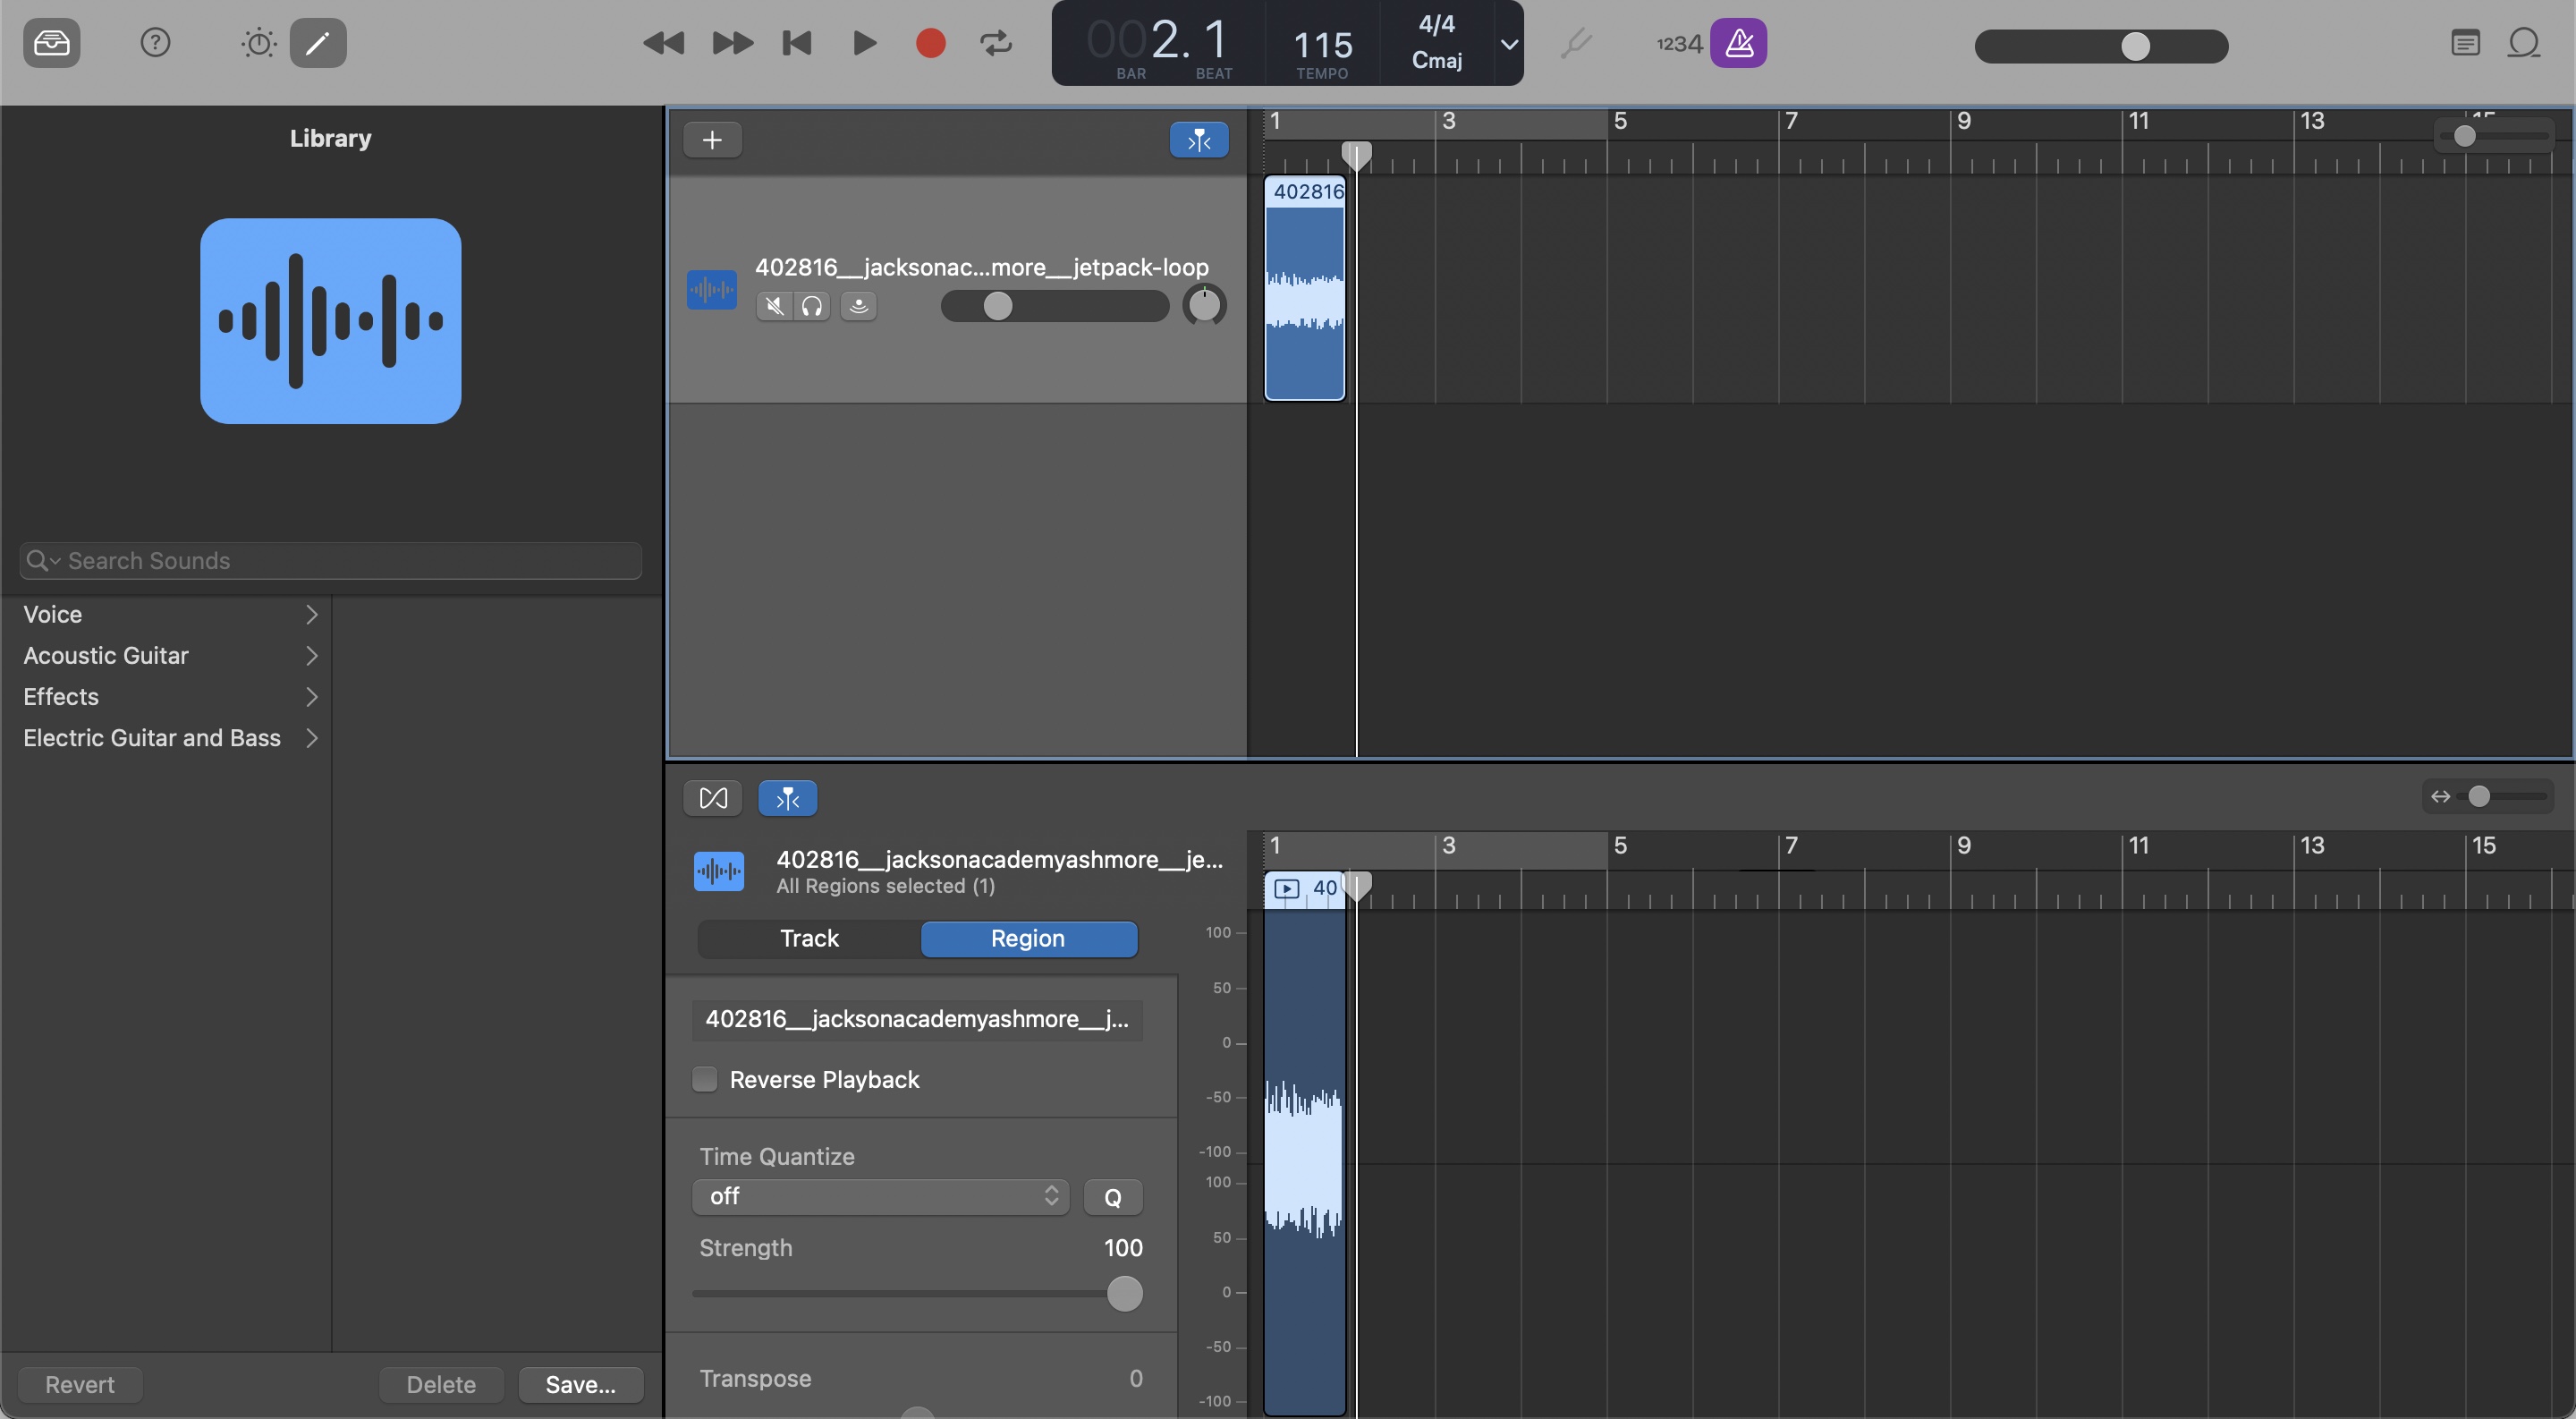 002. 1
BAR
BEAT
115
TEMPO
4/4
Cmaj
1234
Library
Search Sounds
Voice
Acoustic Guitar
Effects
Electric Guitar and Bass
Revert
Delete
Save...
1 3 5 7 9 11 13
402816
402816__jacksonac...more__jetpack-loop
402816__jacksonacademyashmore__je...
All Regions selected (1)
Track
Region
402816__jacksonacademyashmore__j...
Reverse Playback
Time Quantize
off
Q
Strength
100
Transpose
0
1 3 5 7 9 11 13 15
40
100
50
0
-50
-100
100
50
0
-50
-100